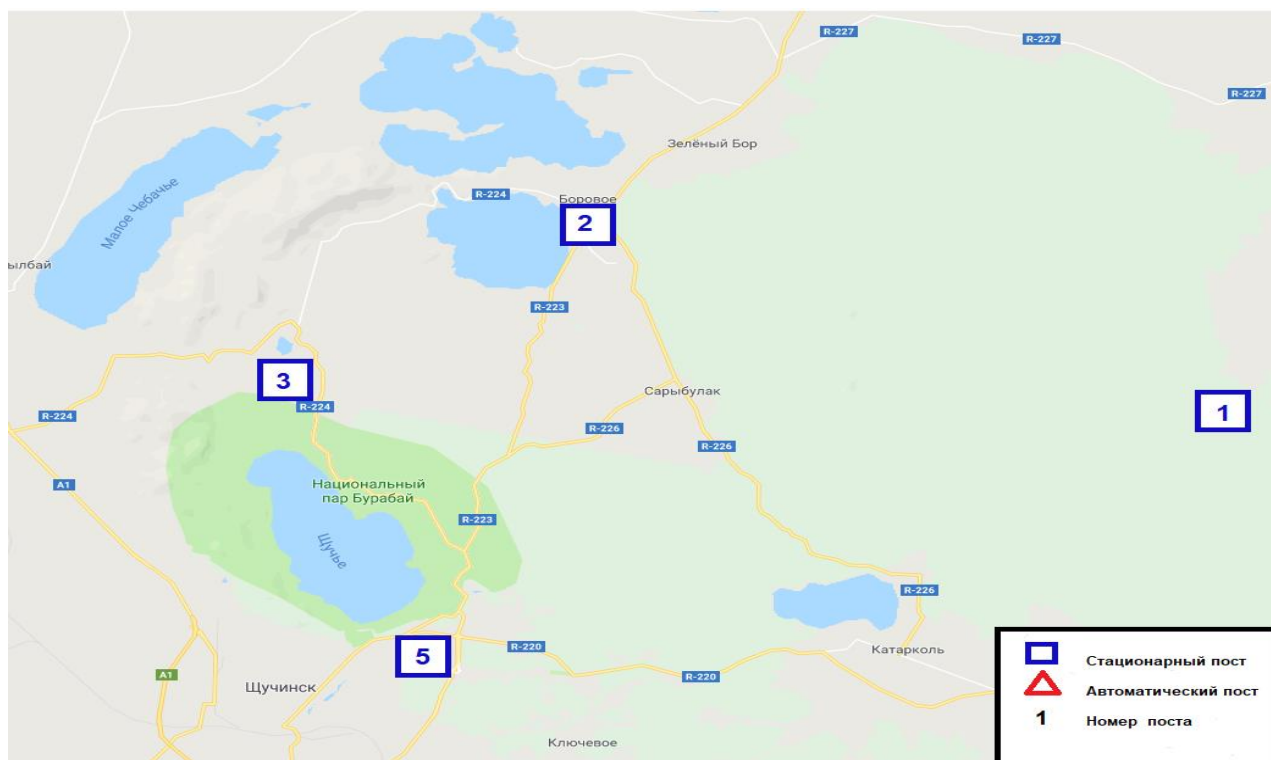 R-227
R-227
R-227
Зелёный Бор
Малое Чебачье
R-224
Боровое
2
ылбай
R-223
3
R-224
R-224
Сарыбулак
1
R-226
R-226
A1
Национальный
пар Бурабай
R-223
Щучье
R-226
5
R-220
Катарколь
A1
R-220
Щучинск
Ключевое
Стационарный пост
Автоматический пост
1 Номер поста